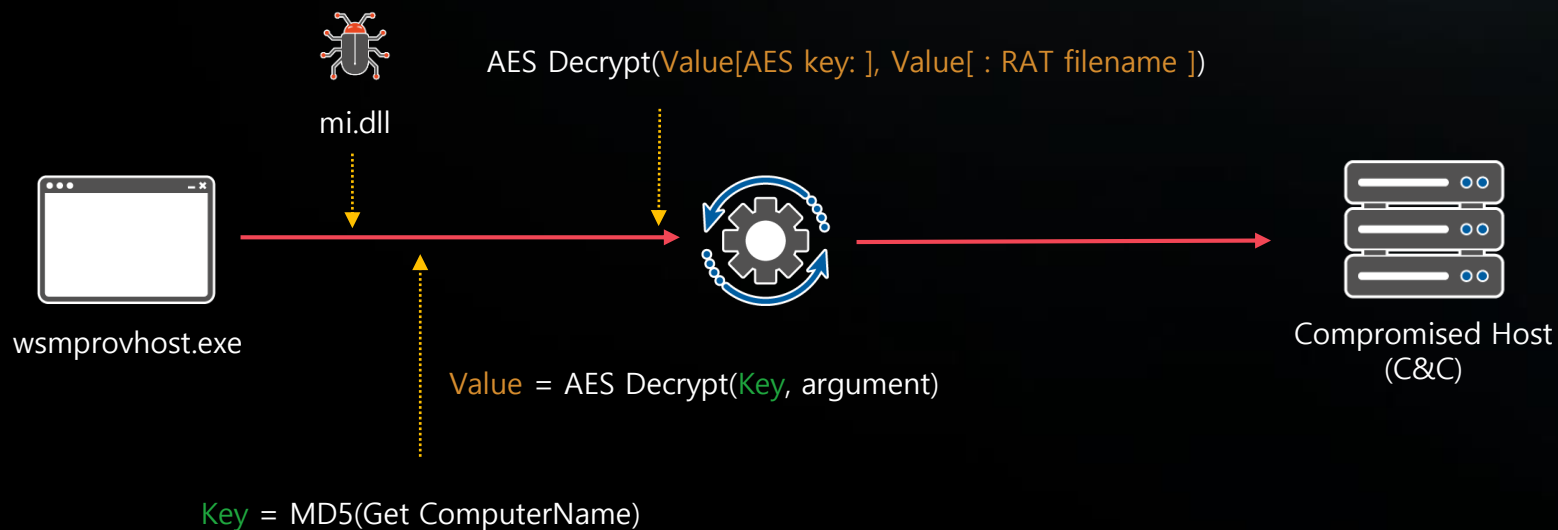 AES Decrypt(Value[AES key: ], Value[ : RAT filename ])
mi.dll
wsmprovhost.exe
Compromised Host
(C&C)
Value = AES Decrypt(Key, argument)
Key = MD5(Get ComputerName)